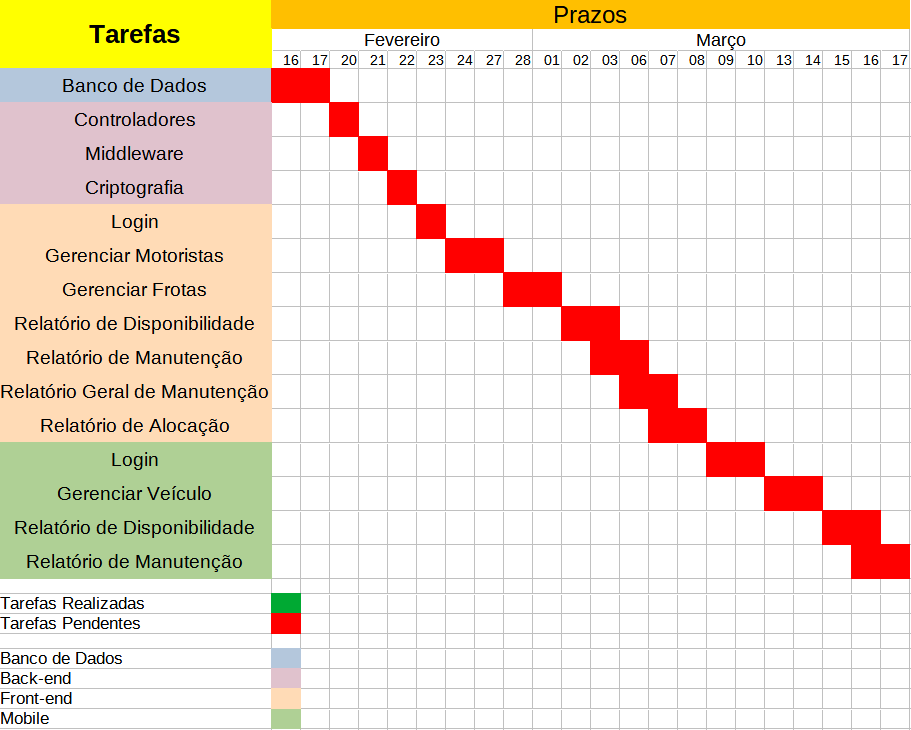 Tarefas
Prazos
Fevereiro Março
16 17 20 21 22 23 24 27 28 01 02 03 06 07 08 09 10 13 14 15 16 17
Banco de Dados
Controladores
Middleware
Criptografia
Login
Gerenciar Motoristas
Gerenciar Frotas
Relatório de Disponibilidade
Relatório de Manutenção
Relatório Geral de Manutenção
Relatório de Alocação
Login
Gerenciar Veículo
Relatório de Disponibilidade
Relatório de Manutenção
Tarefas Realizadas
Tarefas Pendentes
Banco de Dados
Back-end
Front-end
Mobile